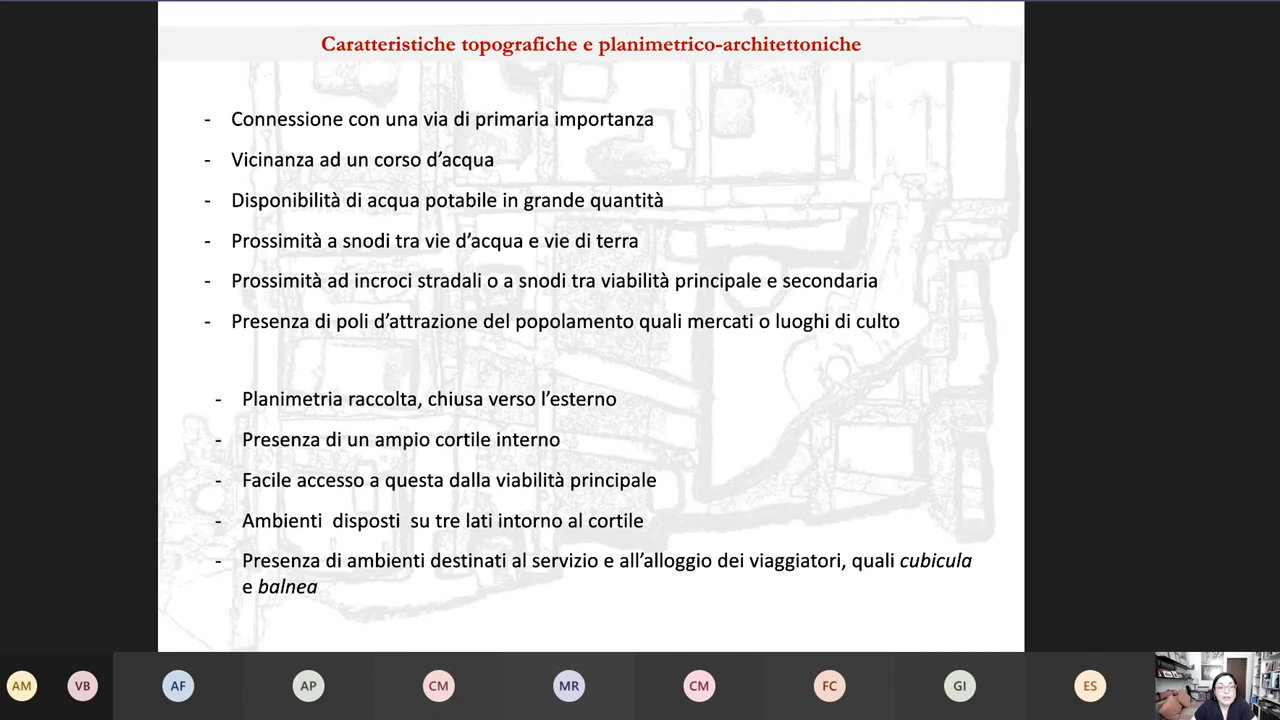 Caratteristiche topografiche e planimetrico-architettoniche
- Connessione con una via di primaria importanza
- Vicinanza ad un corso d’acqua
- Disponibilità di acqua potabile in grande quantità
- Prossimità a snodi tra vie d’acqua e vie di terra
- Prossimità ad incroci stradali o a snodi tra viabilità principale e secondaria
- Presenza di poli d’attrazione del popolamento quali mercati o luoghi di culto
- Planimetria raccolta, chiusa verso l’esterno
- Presenza di un ampio cortile interno
- Facile accesso a questa dalla viabilità principale
- Ambienti disposti su tre lati intorno al cortile
- Presenza di ambienti destinati al servizio e all’alloggio dei viaggiatori, quali cubicula
e balnea
AM VB AF AP CM MR CM FC GI ES